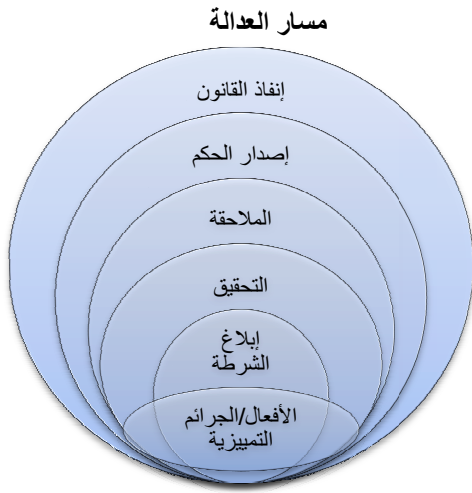 مسار العدالة
إنفاذ القانون
إصدار الحكم
الملاحقة
التحقيق
إبلاغ
الشرطة
الأفعال/الجرائم
التمييزية